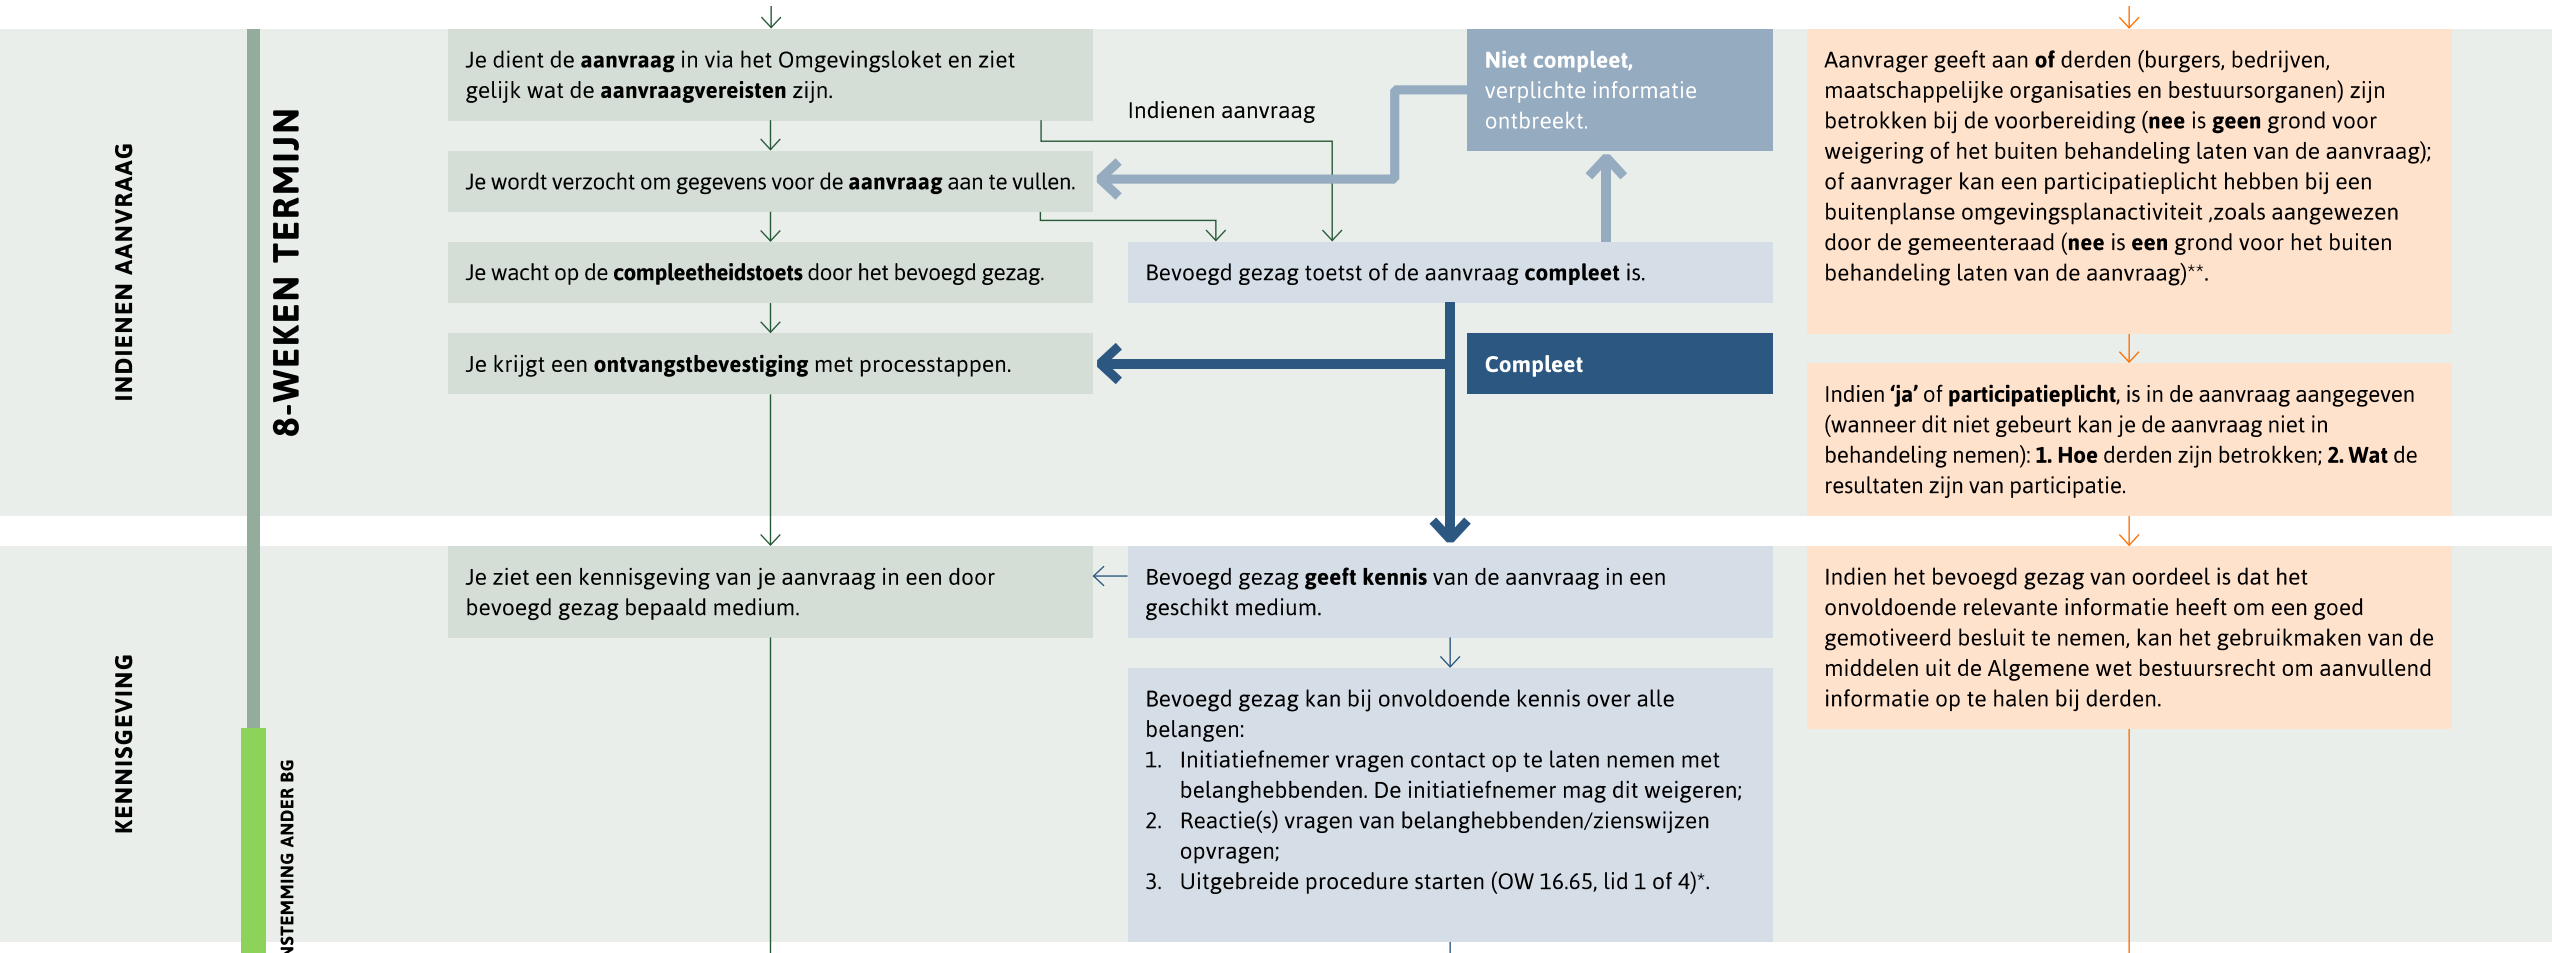 INDIENEN AANVRAAG
8-WEKEN TERMIJN
Je dient de aanvraag in via het Omgevingsloket en ziet
gelijk wat de aanvraagvereisten zijn.
Je wordt verzocht om gegevens voor de aanvraag aan te vullen.
Je wacht op de compleetheidstoets door het bevoegd gezag.
Je krijgt een ontvangstbevestiging met processtappen.
Indienen aanvraag
Niet compleet,
verplichte informatie
ontbreekt.
Bevoegd gezag toetst of de aanvraag compleet is.
Compleet
Aanvrager geeft aan of derden (burgers, bedrijven,
maatschappelijke organisaties en bestuursorganen) zijn
betrokken bij de voorbereiding (nee is geen grond voor
weigering of het buiten behandeling laten van de aanvraag);
of aanvrager kan een participatieplicht hebben bij een
buitenplanse omgevingsplanactiviteit ,zoals aangewezen
door de gemeenteraad (nee is een grond voor het buiten
behandeling laten van de aanvraag)**.
Indien ‘ja’ of participatieplicht, is in de aanvraag aangegeven
(wanneer dit niet gebeurt kan je de aanvraag niet in
behandeling nemen): 1. Hoe derden zijn betrokken; 2. Wat de
resultaten zijn van participatie.
KENNISGEVING
NSTEMMING ANDER BG
Je ziet een kennisgeving van je aanvraag in een door
bevoegd gezag bepaald medium.
Bevoegd gezag geeft kennis van de aanvraag in een
geschikt medium.
Bevoegd gezag kan bij onvoldoende kennis over alle
belangen:
1. Initiatiefnemer vragen contact op te laten nemen met
belanghebbenden. De initiatiefnemer mag dit weigeren;
2. Reactie(s) vragen van belanghebbenden/zienswijzen
opvragen;
3. Uitgebreide procedure starten (OW 16.65, lid 1 of 4)*.
Indien het bevoegd gezag van oordeel is dat het
onvoldoende relevante informatie heeft om een goed
gemotiveerd besluit te nemen, kan het gebruikmaken van de
middelen uit de Algemene wet bestuursrecht om aanvullend
informatie op te halen bij derden.